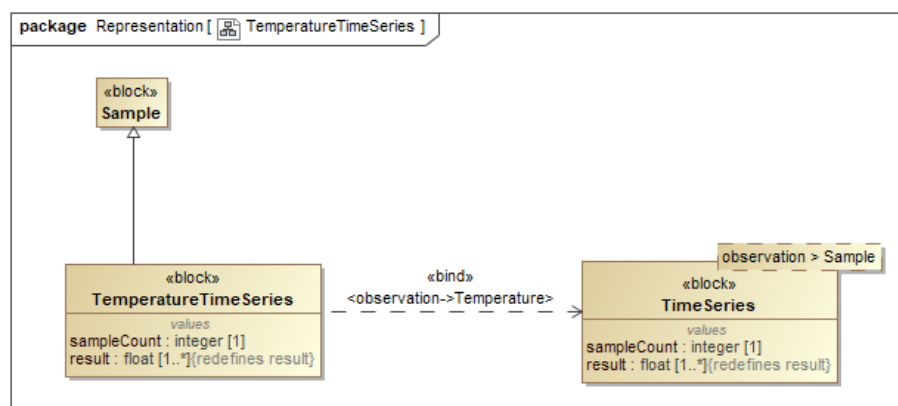 package Representation [ TemperatureTimeSeries ]
«block»
Sample
observation > Sample
«block»
TemperatureTimeSeries
values
sampleCount : integer [1]
result : float [1..*]{redefines result}
«bind»
<observation->Temperature>
«block»
TimeSeries
values
sampleCount : integer [1]
result : float [1..*]{redefines result}